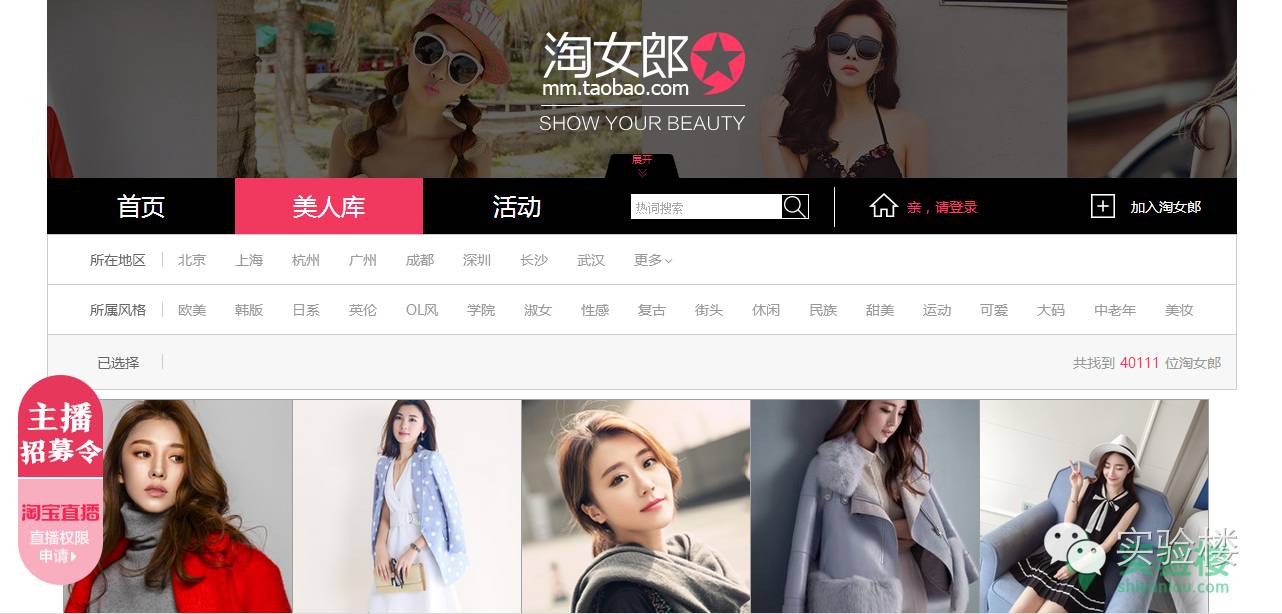 淘女郎
mm.taobao.com
SHOW YOUR BEAUTY
展开
首页 美人库 活动 热词搜索 亲，请登录 加入淘女郎
所在地区 北京 上海 杭州 广州 成都 深圳 长沙 武汉 更多
所属风格 欧美 韩版 日系 英伦 OL风 学院 淑女 性感 复古 街头 休闲 民族 甜美 运动 可爱 大码 中老年 美妆
已选择 共找到 40111 位淘女郎
主播
招募令
淘宝直播
直播权限
申请
实验楼
实验楼
shiyanlou.com